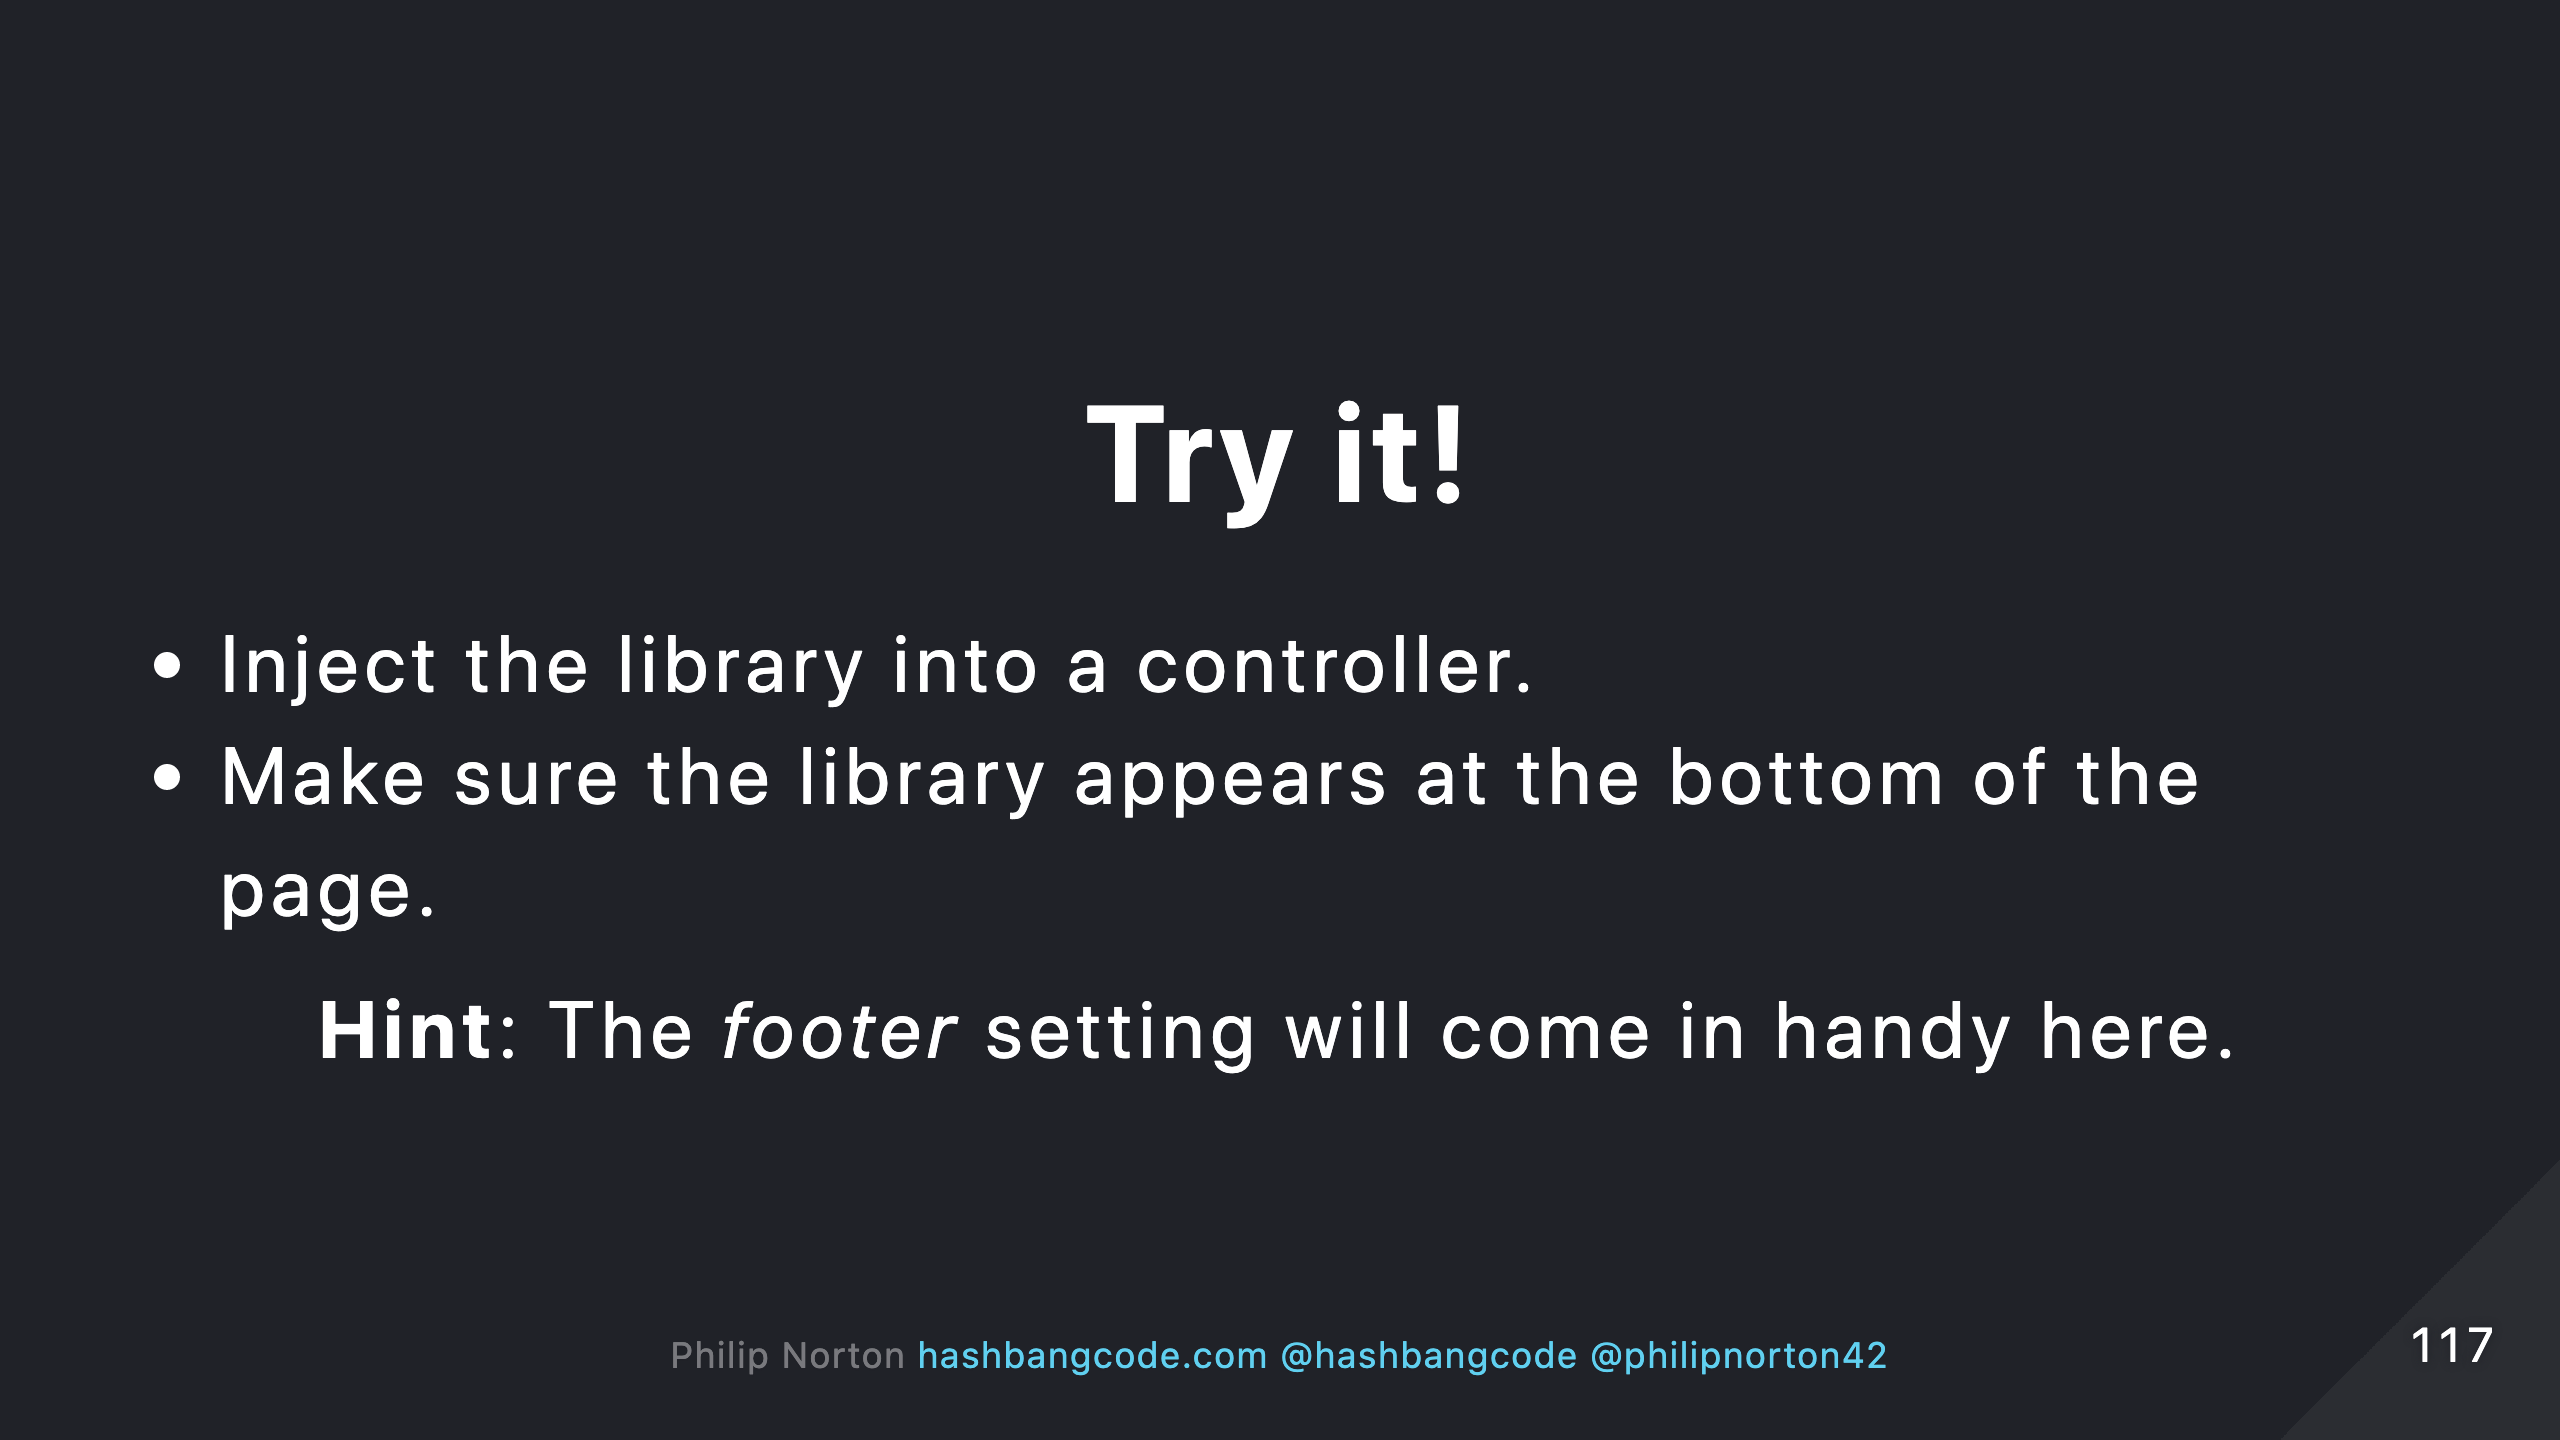 Try it!
• Inject the library into a controller.
• Make sure the library appears at the bottom of the
page.
Hint: The footer setting will come in handy here.
Philip Norton hashbangcode.com @hashbangcode @philipnorton42
117